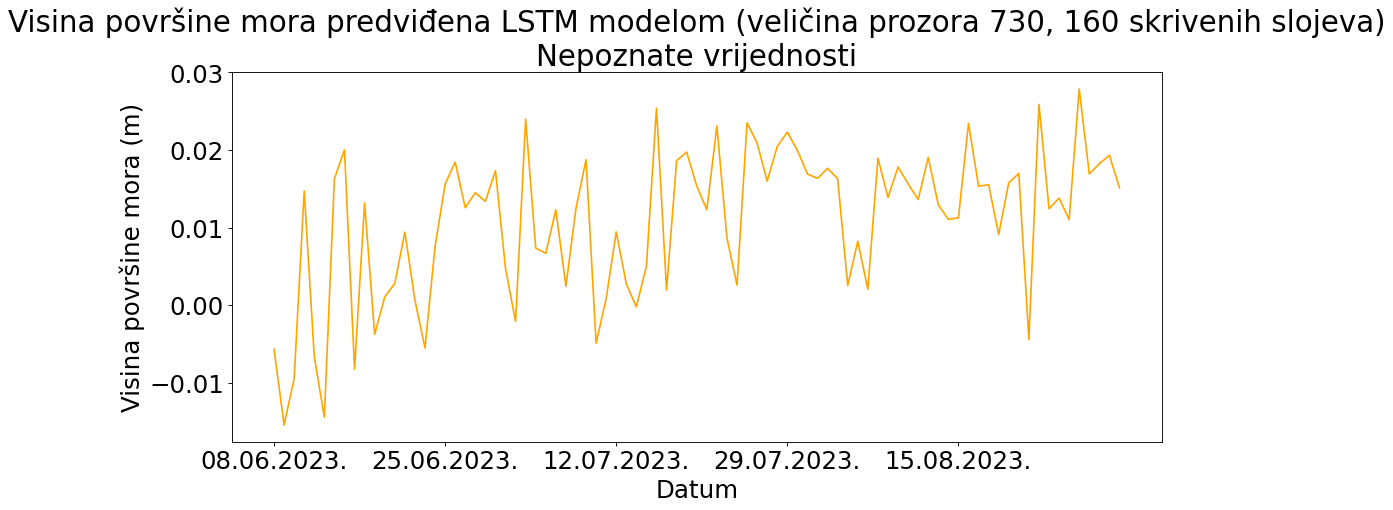 Visina površine mora predviđena LSTM modelom (veličina prozora 730, 160 skrivenih slojeva)
Nepoznate vrijednosti
Visina površine mora (m)
0.03
0.02
0.01
0.00
−0.01
08.06.2023.
25.06.2023.
12.07.2023.
29.07.2023.
15.08.2023.
Datum